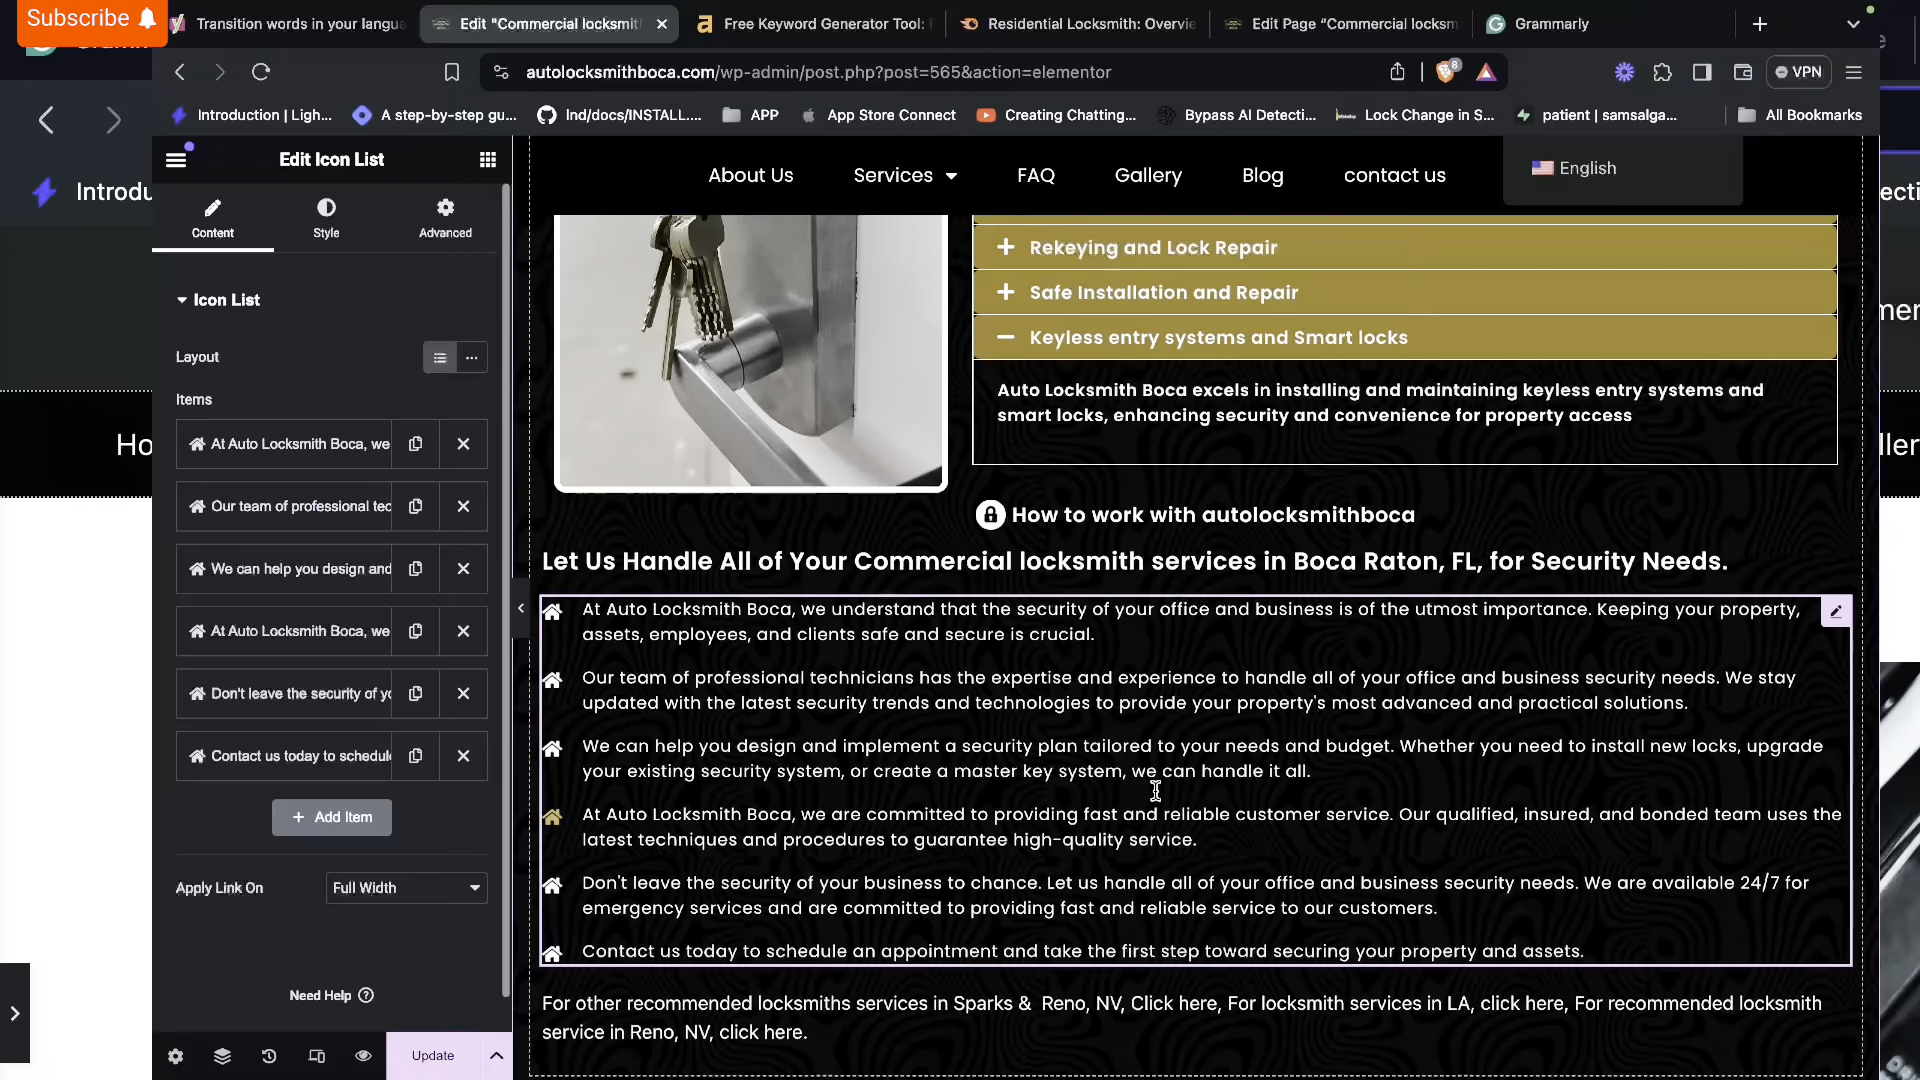 Subscribe
Transition words in your langua
Edit "Commercial locksmit
Free Keyword Generator Tool:
Residential Locksmith: Overvie
Edit Page “Commercial locksm
Grammarly
autolocksmithboca.com/wp-admin/post.php?post=565&action=elementor
8
VPN
Introduction | Ligh...
A step-by-step gu...
lnd/docs/INSTALL....
APP
App Store Connect
Creating Chatting...
Bypass AI Detecti...
Lock Change in S...
patient | samsalga...
All Bookmarks
Edit Icon List
About Us
Services
FAQ
Gallery
Blog
contact us
English
Introdu
ecti
Content
Style
Advanced
Rekeying and Lock Repair
Safe Installation and Repair
Keyless entry systems and Smart locks
Auto Locksmith Boca excels in installing and maintaining keyless entry systems and
smart locks, enhancing security and convenience for property access
Icon List
mer
Layout
Items
Ho
ller
At Auto Locksmith Boca, we
Our team of professional tec
We can help you design and
At Auto Locksmith Boca, we
Don't leave the security of yo
Contact us today to schedul
Add Item
Apply Link On
Full Width
Need Help
Update
How to work with autolocksmithboca
Let Us Handle All of Your Commercial locksmith services in Boca Raton, FL, for Security Needs.
At Auto Locksmith Boca, we understand that the security of your office and business is of the utmost importance. Keeping your property,
assets, employees, and clients safe and secure is crucial.
Our team of professional technicians has the expertise and experience to handle all of your office and business security needs. We stay
updated with the latest security trends and technologies to provide your property's most advanced and practical solutions.
We can help you design and implement a security plan tailored to your needs and budget. Whether you need to install new locks, upgrade
your existing security system, or create a master key system, we can handle it all.
At Auto Locksmith Boca, we are committed to providing fast and reliable customer service. Our qualified, insured, and bonded team uses the
latest techniques and procedures to guarantee high-quality service.
Don't leave the security of your business to chance. Let us handle all of your office and business security needs. We are available 24/7 for
emergency services and are committed to providing fast and reliable service to our customers.
Contact us today to schedule an appointment and take the first step toward securing your property and assets.
For other recommended locksmiths services in Sparks & Reno, NV, Click here, For locksmith services in LA, click here, For recommended locksmith
service in Reno, NV, click here.